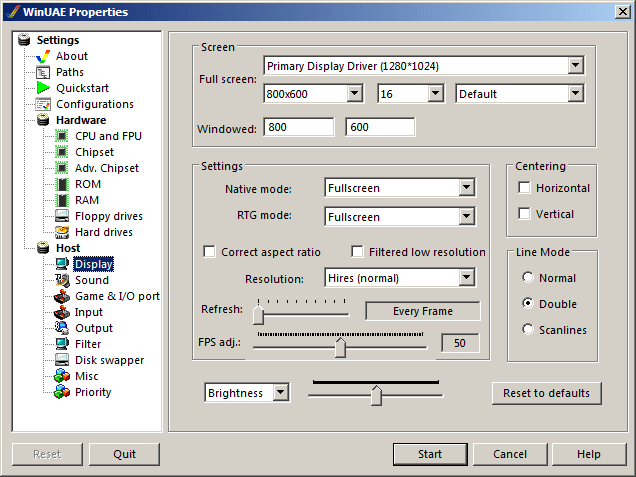 WinUAE Properties
Settings
About
Paths
Quickstart
Configurations
Hardware
CPU and FPU
Chipset
Adv. Chipset
ROM
RAM
Floppy drives
Hard drives
Host
Display
Sound
Game & I/O port
Input
Output
Filter
Disk swapper
Misc
Priority
Screen
Full screen: Primary Display Driver (1280*1024)
800x600 16 Default
Windowed: 800 600
Settings
Native mode: Fullscreen
RTG mode: Fullscreen
Correct aspect ratio Filtered low resolution
Resolution: Hires (normal)
Refresh: Every Frame
FPS adj.: 50
Centering
Horizontal
Vertical
Line Mode
Normal
Double
Scanlines
Brightness Reset to defaults
Reset Quit Start Cancel Help